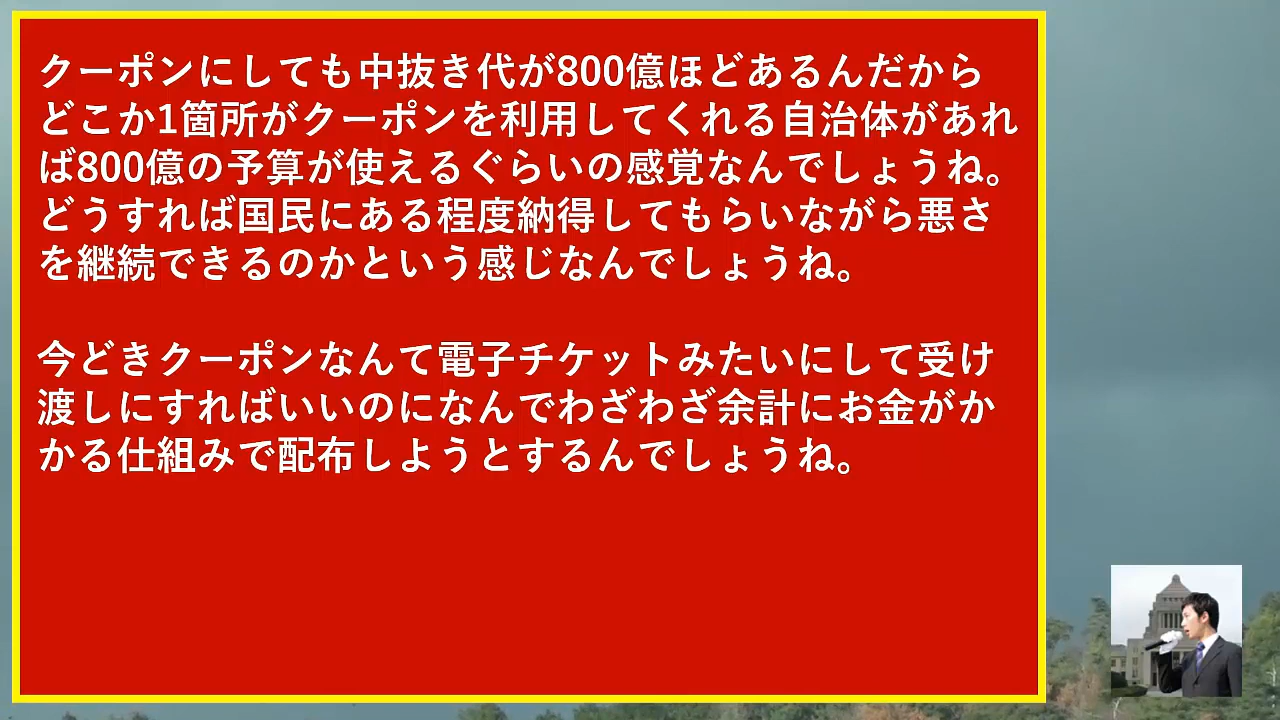 クーポンにしても中抜き代が800億ほどあるんだから
どこか1箇所がクーポンを利用してくれる自治体があれ
ば800億の予算が使えるぐらいの感覚なんでしょうね。
どうすれば国民にある程度納得してもらいながら悪さ
を継続できるのかという感じなんでしょうね。
今どきクーポンなんて電子チケットみたいにして受け
渡しにすればいいのになんでわざわざ余計にお金がか
かる仕組みで配布しようとするんでしょうね。